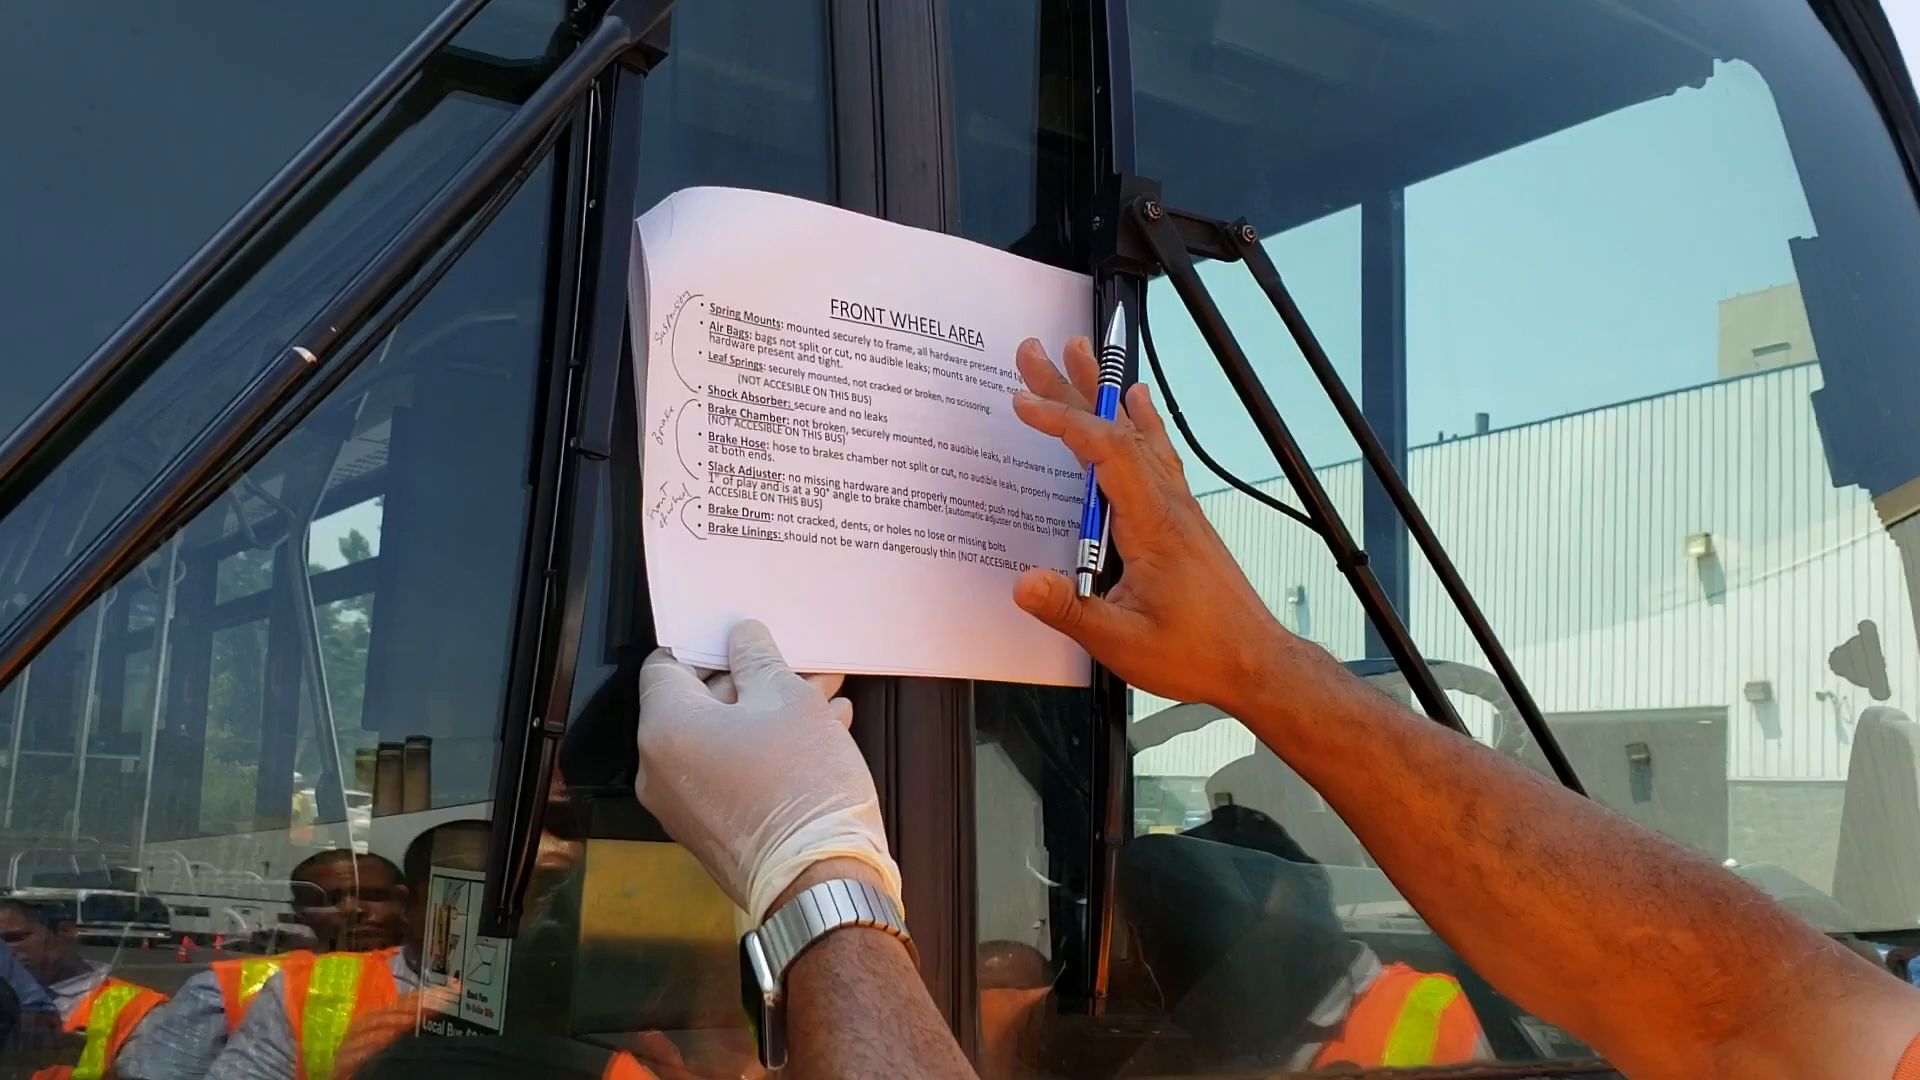 FRONT WHEEL AREA
Suspension
• Spring Mounts: mounted securely to frame, all hardware present and
• Air Bags: bags not split or cut, no audible leaks; mounts are secure,
hardware present and tight.
• Leaf Springs: securely mounted, not cracked or broken, no scissoring.
(NOT ACCESIBLE ON THIS BUS)
• Shock Absorber: secure and no leaks
Brake
• Brake Chamber: not broken, securely mounted, no audible leaks, all hardware is present.
(NOT ACCESIBLE ON THIS BUS)
• Brake Hose: hose to brakes chamber not split or cut, no audible leaks, properly mounted
at both ends.
• Slack Adjuster: no missing hardware and properly mounted; push rod has no more tha
1" of play and is at a 90° angle to brake chamber. (automatic adjuster on this bus) (NOT
ACCESIBLE ON THIS BUS)
• Brake Drum: not cracked, dents, or holes no lose or missing bolts
• Brake Linings: should not be warn dangerously thin (NOT ACCESIBLE ON
Local Bus